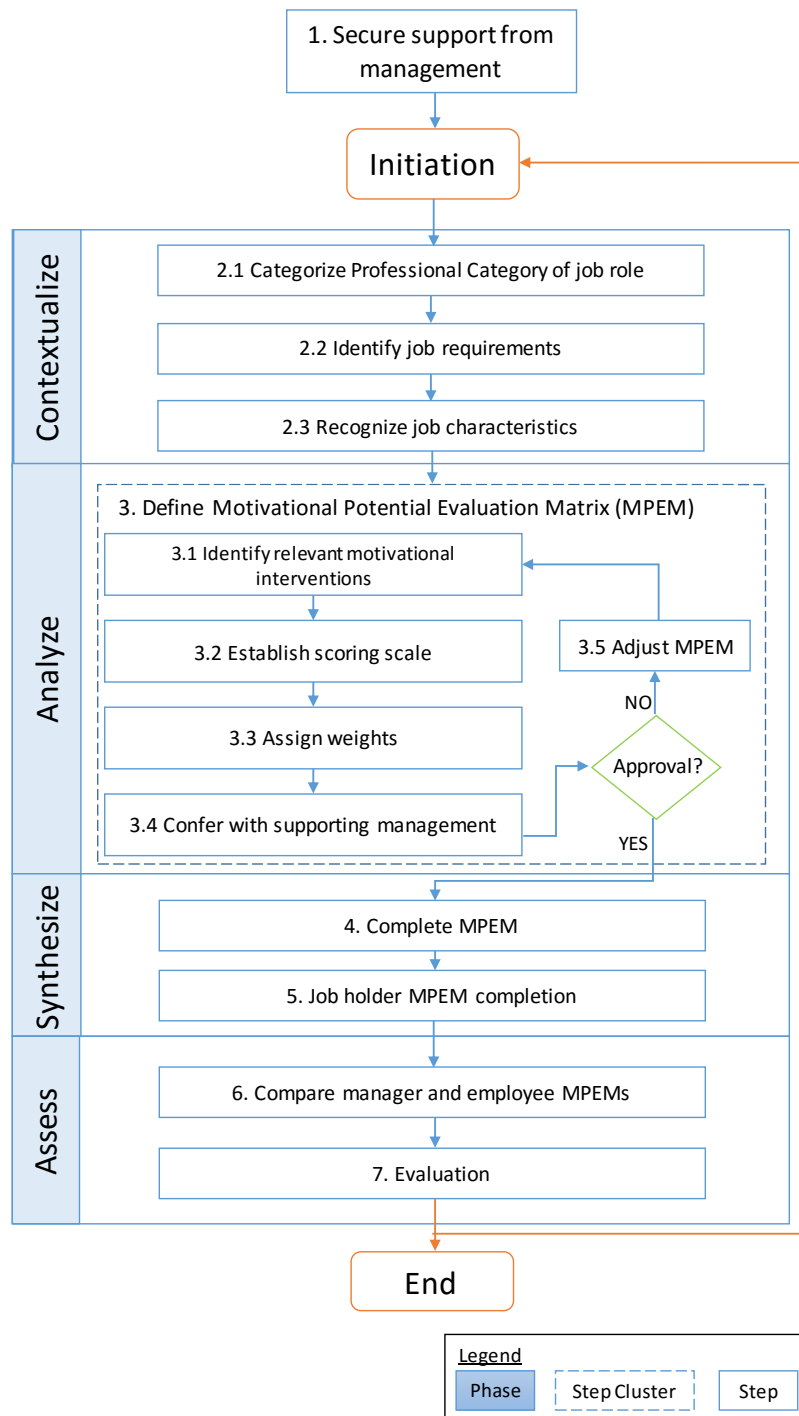 1. Secure support from
management
Initiation
Contextualize
2.1 Categorize Professional Category of job role
2.2 Identify job requirements
2.3 Recognize job characteristics
Analyze
3. Define Motivational Potential Evaluation Matrix (MPEM)
3.1 Identify relevant motivational
interventions
3.2 Establish scoring scale
3.3 Assign weights
3.4 Confer with supporting management
3.5 Adjust MPEM
NO
Approval?
YES
Synthesize
4. Complete MPEM
5. Job holder MPEM completion
Assess
6. Compare manager and employee MPEMs
7. Evaluation
End
Legend
Phase
Step Cluster
Step